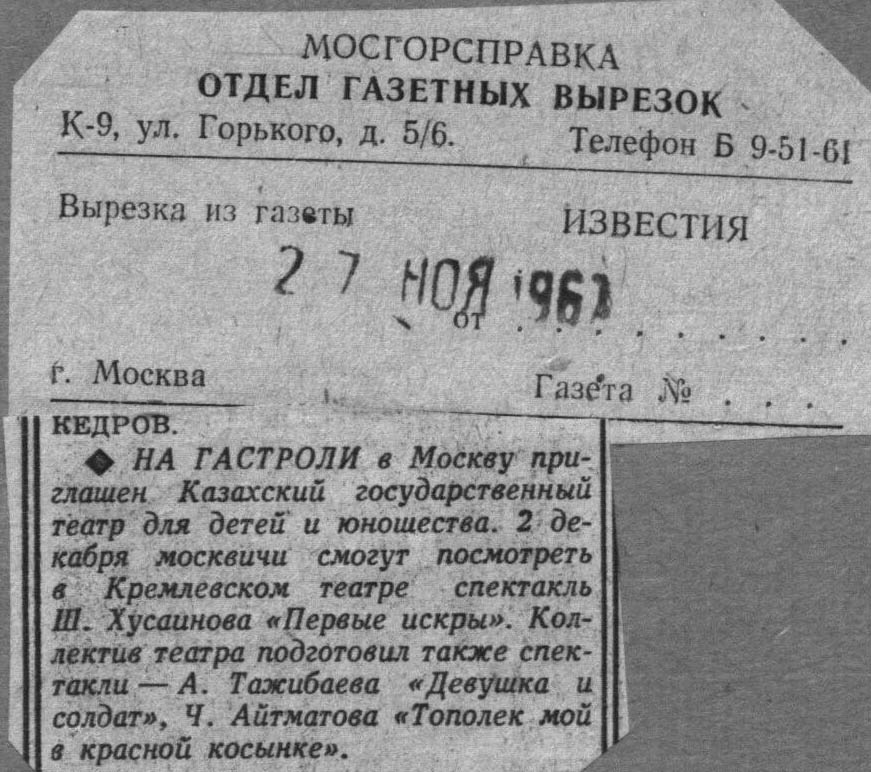 МОСГОРСПРАВКА
ОТДЕЛ ГАЗЕТНЫХ ВЫРЕЗОК
К-9, ул. Горького, д. 5/6. Телефон Б 9-51-61
Вырезка из газеты ИЗВЕСТИЯ
27 НОЯ 1967
от . . . . . . . . .
г. Москва Газета № . . .
КЕДРОВ.
◆ НА ГАСТРОЛИ в Москву при-
глашен Казахский государственный
театр для детей и юношества. 2 де-
кабря москвичи смогут посмотреть
в Кремлевском театре спектакль
Ш. Хусаинова «Первые искры». Кол-
лектив театра подготовил также спек-
такли — А. Тажибаева «Девушка и
солдат», Ч. Айтматова «Тополек мой
в красной косынке».